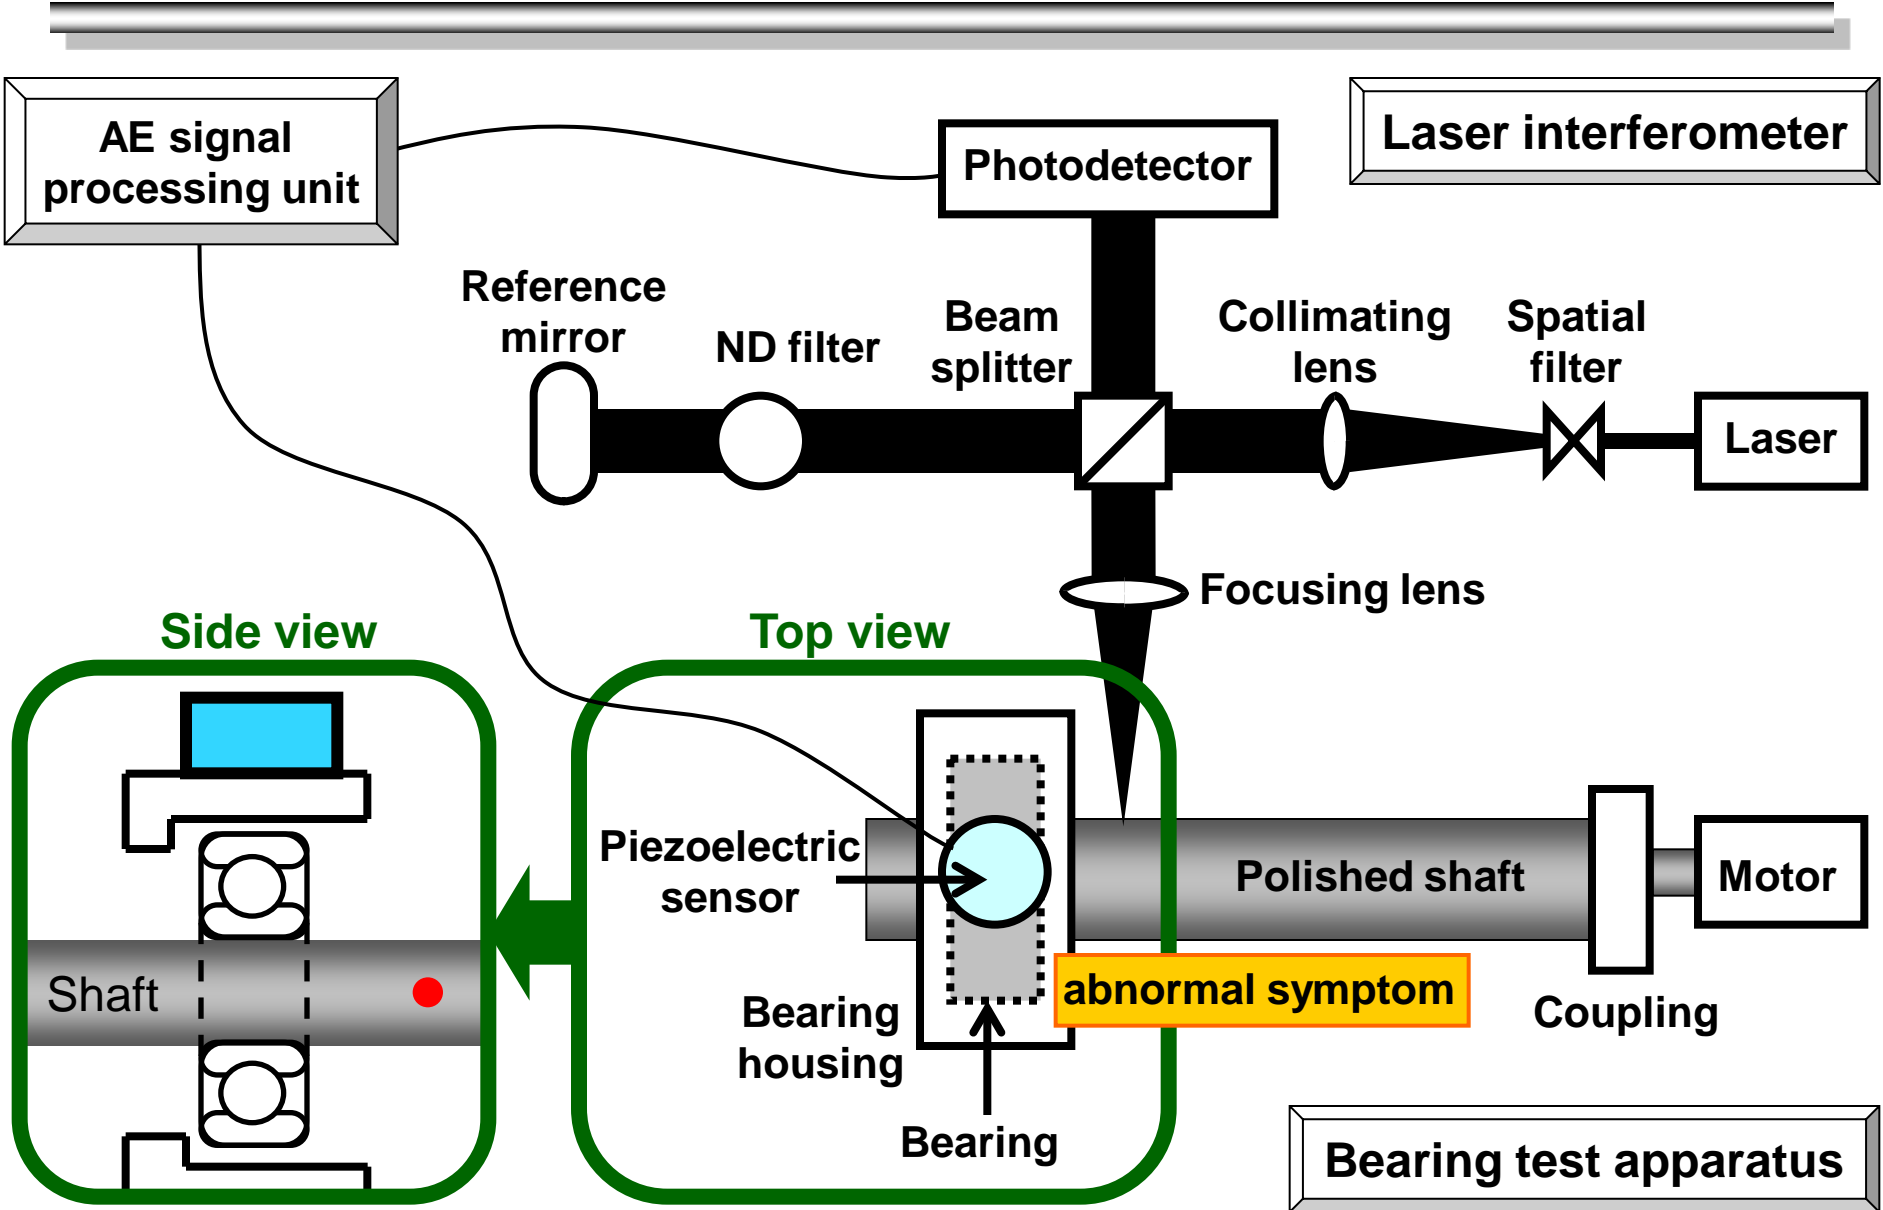 AE signal
processing unit
Photodetector
Laser interferometer
Reference
mirror
ND filter
Beam
splitter
Collimating
lens
Spatial
filter
Laser
Focusing lens
Side view
Top view
Piezoelectric
sensor
Polished shaft
Motor
Shaft
abnormal symptom
Bearing
housing
Coupling
Bearing
Bearing test apparatus